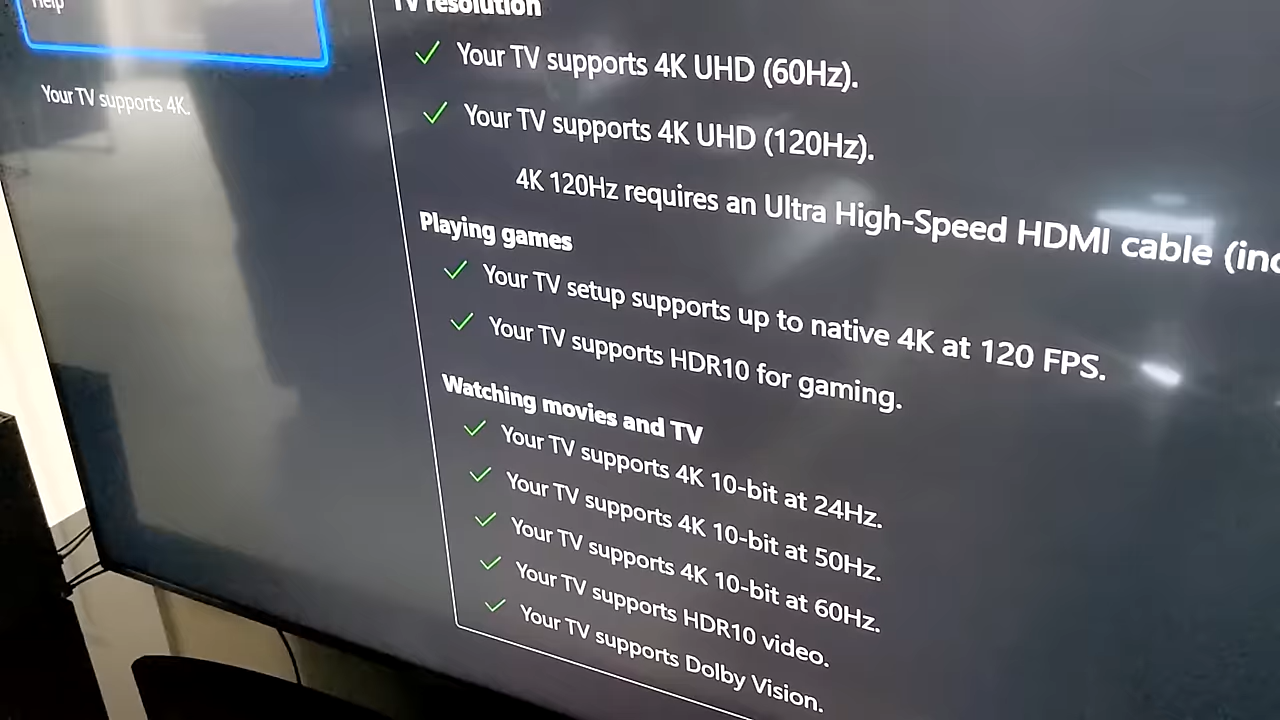 Help
Your TV supports 4K.
TV resolution
Your TV supports 4K UHD (60Hz).
Your TV supports 4K UHD (120Hz).
4K 120Hz requires an Ultra High-Speed HDMI cable
Playing games
Your TV setup supports up to native 4K at 120 FPS.
Your TV supports HDR10 for gaming.
Watching movies and TV
Your TV supports 4K 10-bit at 24Hz.
Your TV supports 4K 10-bit at 50Hz.
Your TV supports 4K 10-bit at 60Hz.
Your TV supports HDR10 video.
Your TV supports Dolby Vision.